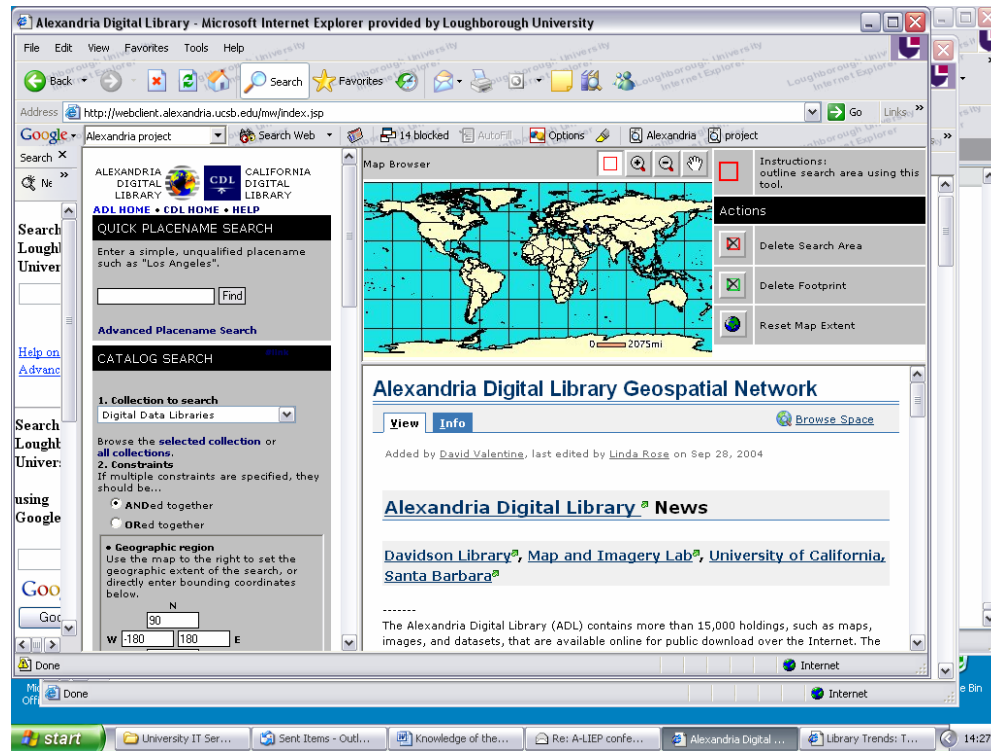 Alexandria Digital Library - Microsoft Internet Explorer provided by Loughborough University
File Edit View Favorites Tools Help
Back Search Favorites
Address http://webclient.alexandria.ucsb.edu/mw/index.jsp Go Links
Google Alexandria project Search Web 14 blocked AutoFill Options Alexandria project
Search
Search
Help on
Search
using
Google
ALEXANDRIA
DIGITAL
LIBRARY
CDL
CALIFORNIA
DIGITAL
LIBRARY
ADL HOME • CDL HOME • HELP
QUICK PLACENAME SEARCH
Enter a simple, unqualified placename
such as "Los Angeles".
Find
Advanced Placename Search
CATALOG SEARCH
1. Collection to search
Digital Data Libraries
Browse the selected collection or
all collections.
2. Constraints
If multiple constraints are specified, they
should be...
ANDed together
ORed together
• Geographic region
Use the map to the right to set the
geographic extent of the search, or
directly enter bounding coordinates
below.
N
90
W -180 180 E
Map Browser
0 2075mi
Instructions:
outline search area using this
tool.
Actions
Delete Search Area
Delete Footprint
Reset Map Extent
Alexandria Digital Library Geospatial Network
View Info Browse Space
Added by David Valentine, last edited by Linda Rose on Sep 28, 2004
Alexandria Digital Library News
Davidson Library, Map and Imagery Lab, University of California,
Santa Barbara
-------
The Alexandria Digital Library (ADL) contains more than 15,000 holdings, such as maps,
images, and datasets, that are available online for public download over the Internet. The
Done Internet
Done Internet
start University IT Ser... Sent Items - Outl... Knowledge of the... Re: A-LIEP confe... Alexandria Digital ... Library Trends: T... 14:27